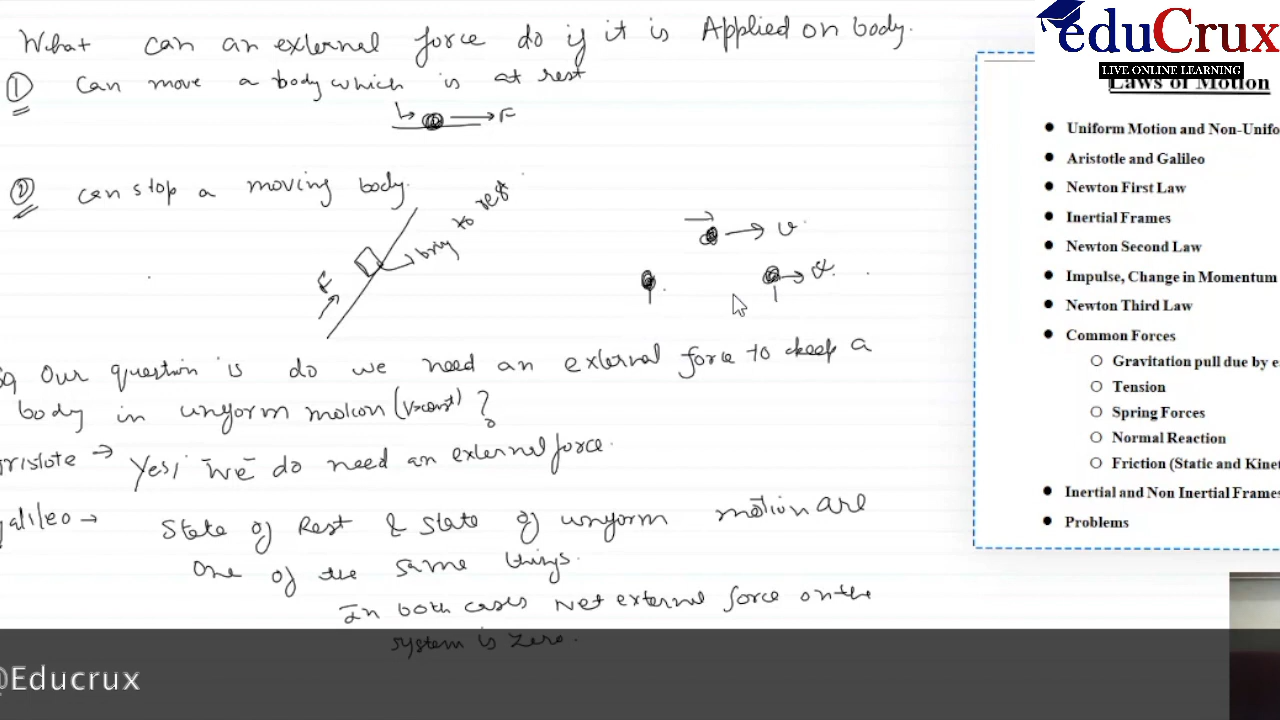 What can an external force do if it is Applied on body.
① Can move a body which is at rest
F
② can stop a moving body.
F
bring to rest
v
v
Our question is do we need an external force to keep a
body in uniform motion (v=const) ?
Yes, we do need an external force.
State of Rest & state of uniform motion are
one of the same things.
In both cases Net external force on the
system is zero.
@Educrux
eduCrux
LIVE ONLINE LEARNING
Laws of Motion
● Uniform Motion and Non-Unifo
● Aristotle and Galileo
● Newton First Law
● Inertial Frames
● Newton Second Law
● Impulse, Change in Momentum
● Newton Third Law
● Common Forces
○ Gravitation pull due by e
○ Tension
○ Spring Forces
○ Normal Reaction
○ Friction (Static and Kinet
● Inertial and Non Inertial Frames
● Problems